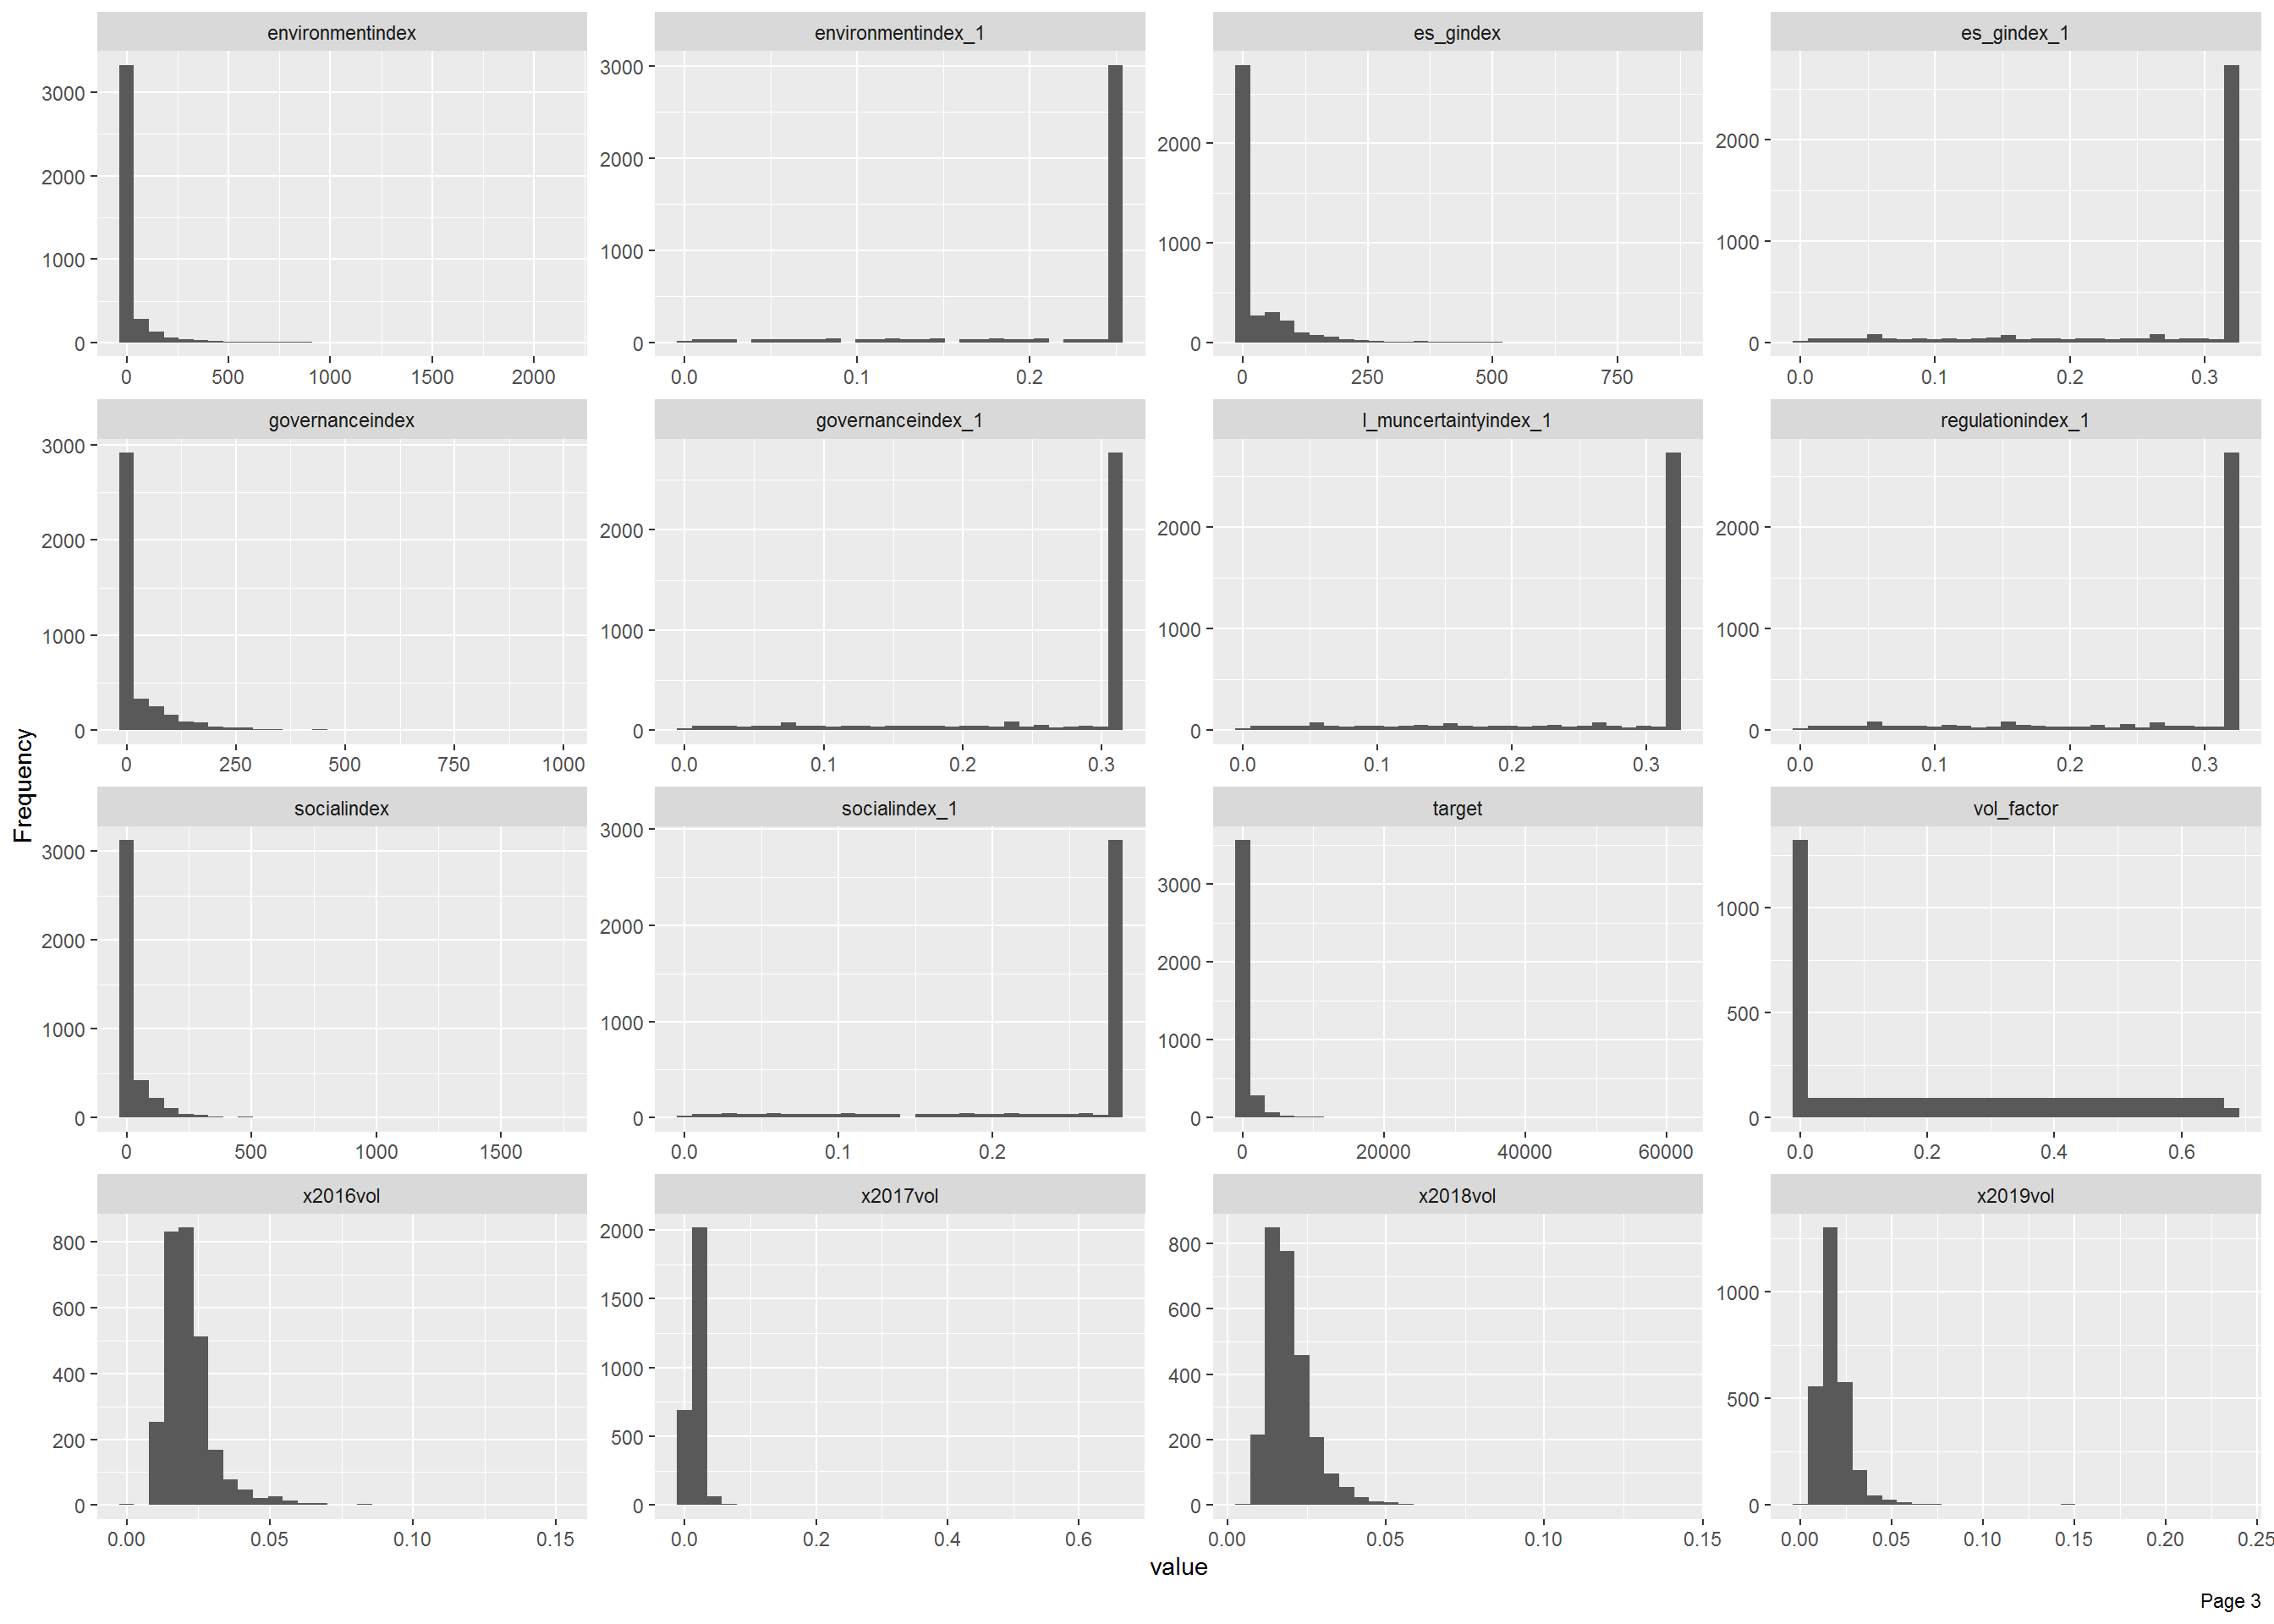 environmentindex environmentindex_1 es_gindex es_gindex_1
3000 2000 1000 0
3000 2000 1000 0
2000 1000 0
2000 1000 0
0 500 1000 1500 2000
0.0 0.1 0.2
0 250 500 750
0.0 0.1 0.2 0.3
governanceindex governanceindex_1 l_muncertaintyindex_1 regulationindex_1
3000 2000 1000 0
2000 1000 0
2000 1000 0
2000 1000 0
0 250 500 750 1000
0.0 0.1 0.2 0.3
0.0 0.1 0.2 0.3
0.0 0.1 0.2 0.3
Frequency
socialindex socialindex_1 target vol_factor
3000 2000 1000 0
3000 2000 1000 0
3000 2000 1000 0
1000 500 0
0 500 1000 1500
0.0 0.1 0.2
0 20000 40000 60000
0.0 0.2 0.4 0.6
x2016vol x2017vol x2018vol x2019vol
800 600 400 200 0
2000 1500 1000 500 0
800 600 400 200 0
1000 500 0
0.00 0.05 0.10 0.15
0.0 0.2 0.4 0.6
0.00 0.05 0.10 0.15
0.00 0.05 0.10 0.15 0.20 0.25
value
Page 3